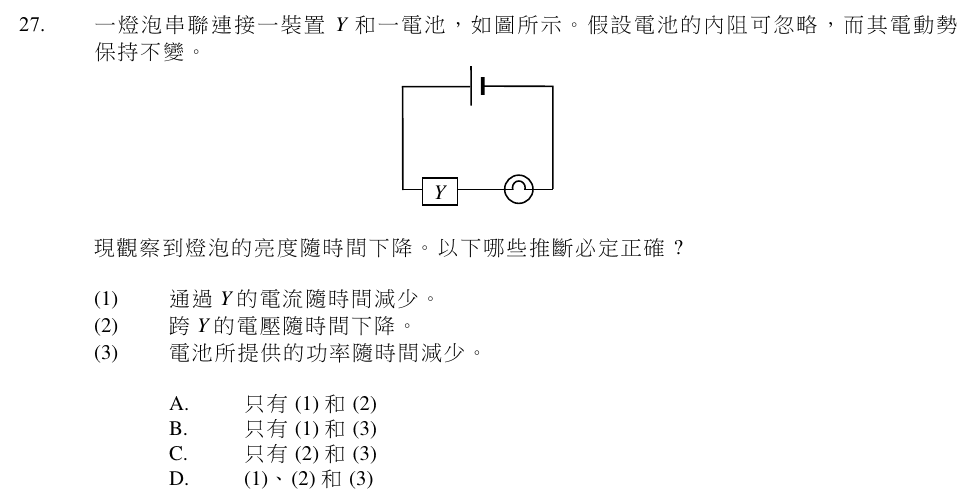 27. 一燈泡串聯連接一裝置 Y 和一電池，如圖所示。假設電池的內阻可忽略，而其電動勢
保持不變。
Y
現觀察到燈泡的亮度隨時間下降。以下哪些推斷必定正確？
(1) 通過 Y 的電流隨時間減少。
(2) 跨 Y 的電壓隨時間下降。
(3) 電池所提供的功率隨時間減少。
A. 只有 (1) 和 (2)
B. 只有 (1) 和 (3)
C. 只有 (2) 和 (3)
D. (1)、(2) 和 (3)